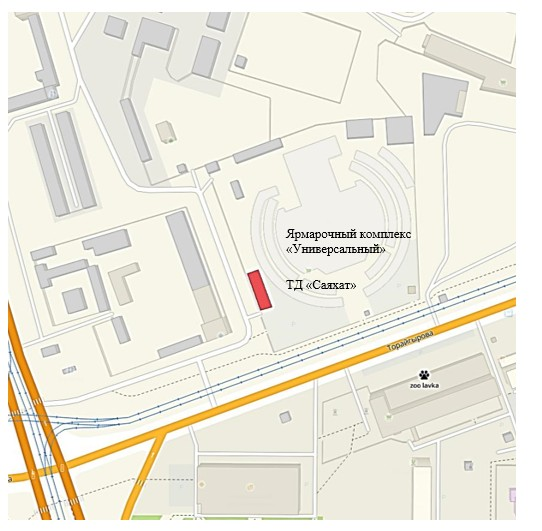 Ярмарочный комплекс
«Универсальный»
ТД «Саяхат»
Торайгырова
zoo lavka